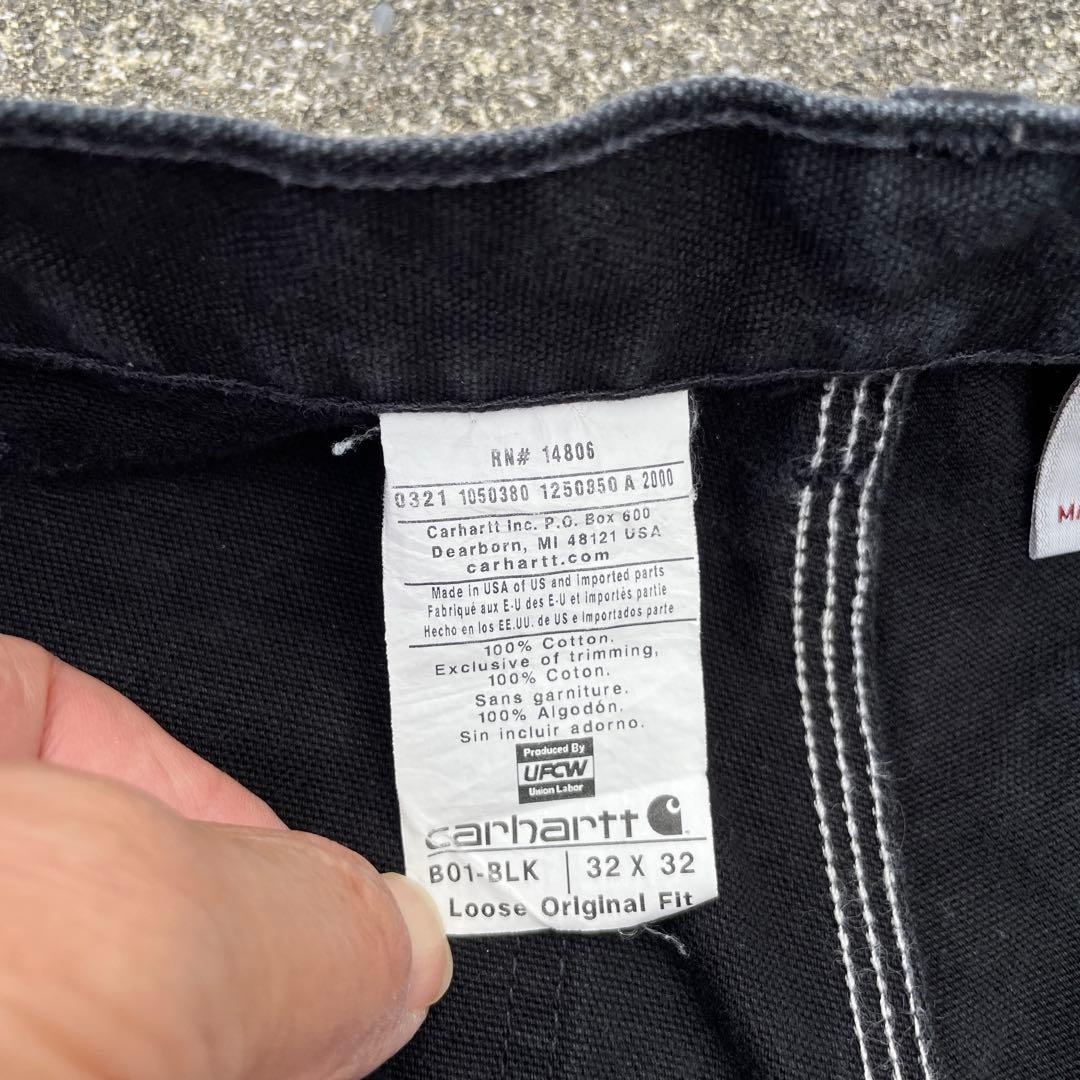 RN# 14806
0321 1050380 1250850 A 2000
Carhartt Inc. P.O. Box 600
Dearborn, MI 48121 USA
carhartt.com
Made in USA of US and imported parts
Fabriqué aux E-U des E-U et importés partie
Hecho en los EE.UU. de US e importados parte
100% Cotton.
Exclusive of trimming,
100% Coton.
Sans garniture.
100% Algodón.
Sin incluir adorno.
Produced By
UFCW
Union Labor
carhartt
B01-BLK | 32 X 32
Loose Original Fit